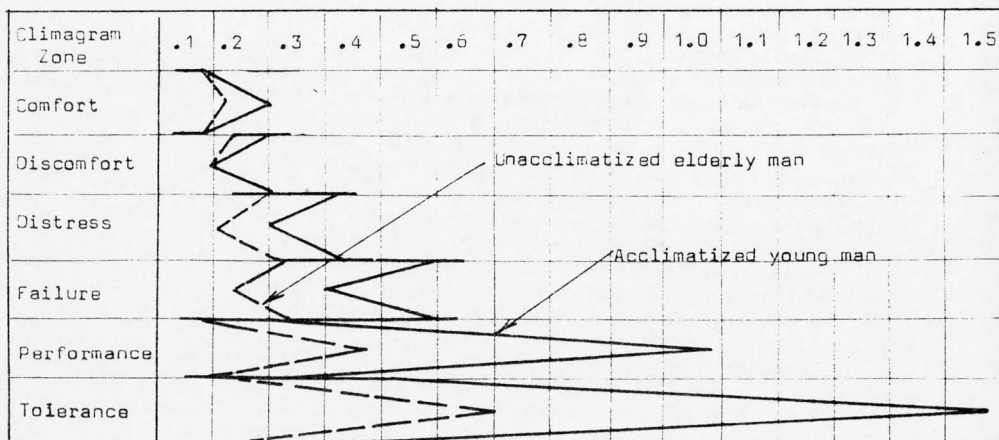 Climagram
Zone
.1 .2 .3 .4 .5 .6 .7 .8 .9 1.0 1.1 1.2 1.3 1.4 1.5
Comfort
Discomfort
Unacclimatized elderly man
Distress
Acclimatized young man
Failure
Performance
Tolerance